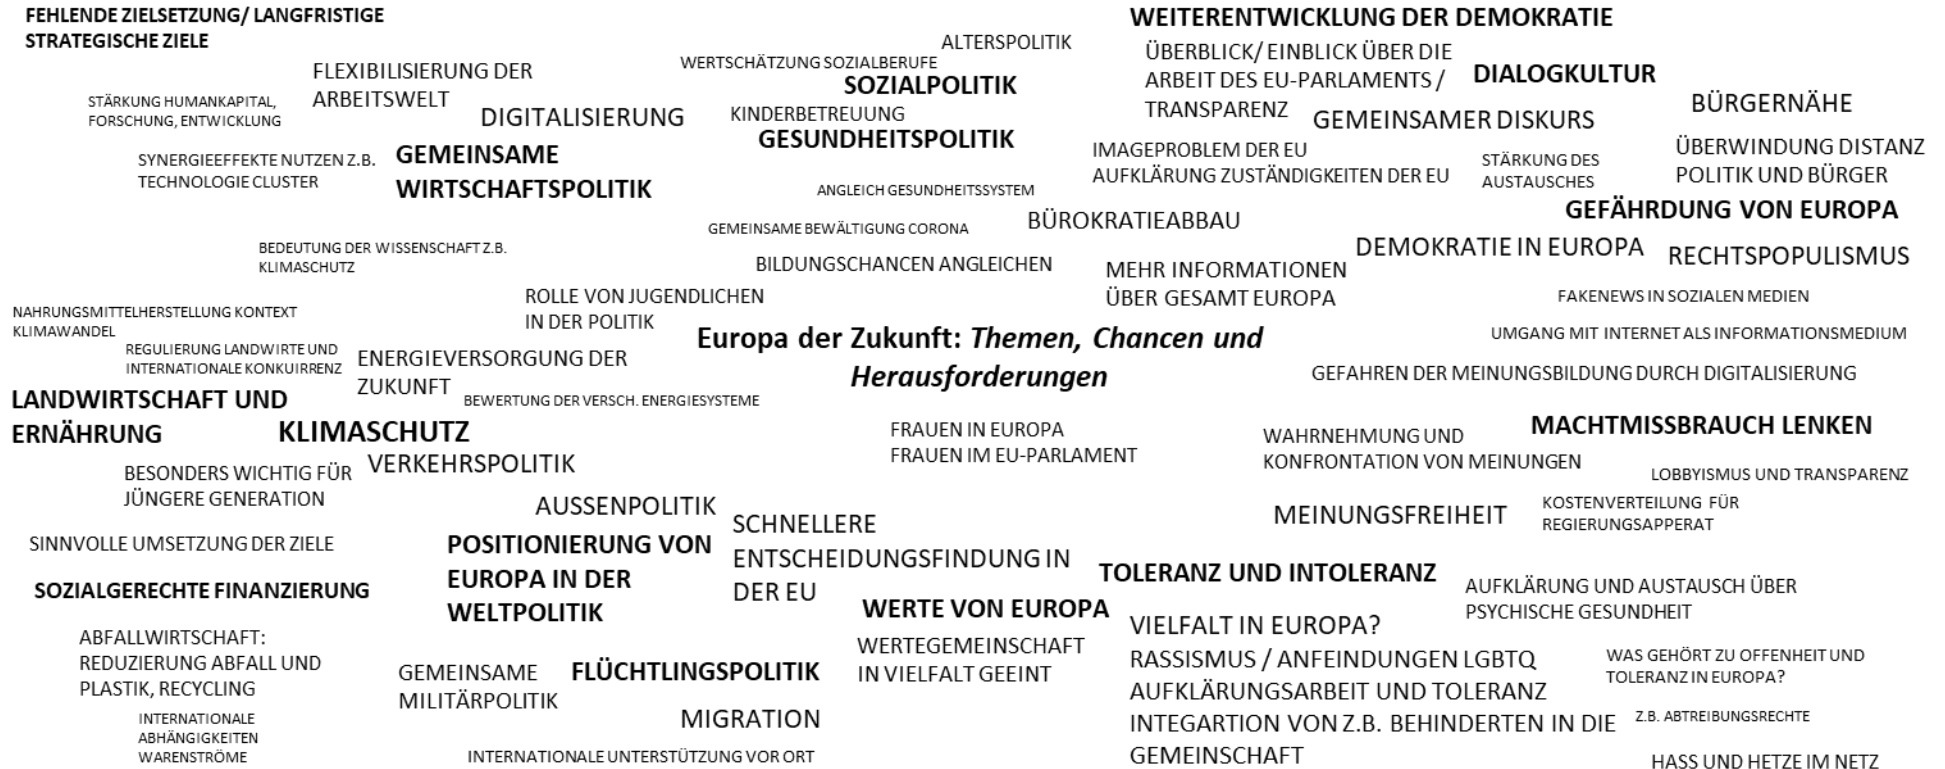 FEHLENDE ZIELSETZUNG/ LANGFRISTIGE
STRATEGISCHE ZIELE
FLEXIBILISIERUNG DER
ARBEITSWELT
STÄRKUNG HUMANKAPITAL,
FORSCHUNG, ENTWICKLUNG
DIGITALISIERUNG
SYNERGIEEFFEKTE NUTZEN Z.B.
TECHNOLOGIE CLUSTER
GEMEINSAME
WIRTSCHAFTSPOLITIK
BEDEUTUNG DER WISSENSCHAFT Z.B.
KLIMASCHUTZ
ALTERSPOLITIK
WERTSCHÄTZUNG SOZIALBERUFE
SOZIALPOLITIK
KINDERBETREUUNG
GESUNDHEITSPOLITIK
ANGLEICH GESUNDHEITSSYSTEM
GEMEINSAME BEWÄLTIGUNG CORONA
BILDUNGSCHANCEN ANGLEICHEN
ROLLE VON JUGENDLICHEN
IN DER POLITIK
WEITERENTWICKLUNG DER DEMOKRATIE
ÜBERBLICK/ EINBLICK ÜBER DIE
ARBEIT DES EU-PARLAMENTS /
TRANSPARENZ
DIALOGKULTUR
GEMEINSAMER DISKURS
BÜRGERNÄHE
IMAGEPROBLEM DER EU
AUFKLÄRUNG ZUSTÄNDIGKEITEN DER EU
STÄRKUNG DES
AUSTAUSCHES
ÜBERWINDUNG DISTANZ
POLITIK UND BÜRGER
BÜROKRATIEABBAU
GEFÄHRDUNG VON EUROPA
DEMOKRATIE IN EUROPA
RECHTSPOPULISMUS
MEHR INFORMATIONEN
ÜBER GESAMT EUROPA
FAKENEWS IN SOZIALEN MEDIEN
UMGANG MIT INTERNET ALS INFORMATIONSMEDIUM
GEFAHREN DER MEINUNGSBILDUNG DURCH DIGITALISIERUNG
Europa der Zukunft: Themen, Chancen und
Herausforderungen
NAHRUNGSMITTELHERSTELLUNG KONTEXT
KLIMAWANDEL
REGULIERUNG LANDWIRTE UND
INTERNATIONALE KONKUIRRENZ
ENERGIEVERSORGUNG DER
ZUKUNFT
BEWERTUNG DER VERSCH. ENERGIESYSTEME
LANDWIRTSCHAFT UND
ERNÄHRUNG
KLIMASCHUTZ
VERKEHRSPOLITIK
BESONDERS WICHTIG FÜR
JÜNGERE GENERATION
SINNVOLLE UMSETZUNG DER ZIELE
SOZIALGERECHTE FINANZIERUNG
ABFALLWIRTSCHAFT:
REDUZIERUNG ABFALL UND
PLASTIK, RECYCLING
INTERNATIONALE
ABHÄNGIGKEITEN
WARENSTRÖME
FRAUEN IN EUROPA
FRAUEN IM EU-PARLAMENT
AUSSENPOLITIK
POSITIONIERUNG VON
EUROPA IN DER
WELTPOLITIK
SCHNELLERE
ENTSCHEIDUNGSFINDUNG IN
DER EU
GEMEINSAME
MILITÄRPOLITIK
FLÜCHTLINGSPOLITIK
MIGRATION
INTERNATIONALE UNTERSTÜTZUNG VOR ORT
WERTE VON EUROPA
WERTEGEMEINSCHAFT
IN VIELFALT GEEINT
WAHRNEHMUNG UND
KONFRONTATION VON MEINUNGEN
MACHTMISSBRAUCH LENKEN
LOBBYISMUS UND TRANSPARENZ
MEINUNGSFREIHEIT
KOSTENVERTEILUNG FÜR
REGIERUNGSAPPERAT
TOLERANZ UND INTOLERANZ
AUFKLÄRUNG UND AUSTAUSCH ÜBER
PSYCHISCHE GESUNDHEIT
VIELFALT IN EUROPA?
RASSISMUS / ANFEINDUNGEN LGBTQ
AUFKLÄRUNGSARBEIT UND TOLERANZ
INTEGARTION VON Z.B. BEHINDERTEN IN DIE
GEMEINSCHAFT
WAS GEHÖRT ZU OFFENHEIT UND
TOLERANZ IN EUROPA?
Z.B. ABTREIBUNGSRECHTE
HASS UND HETZE IM NETZ